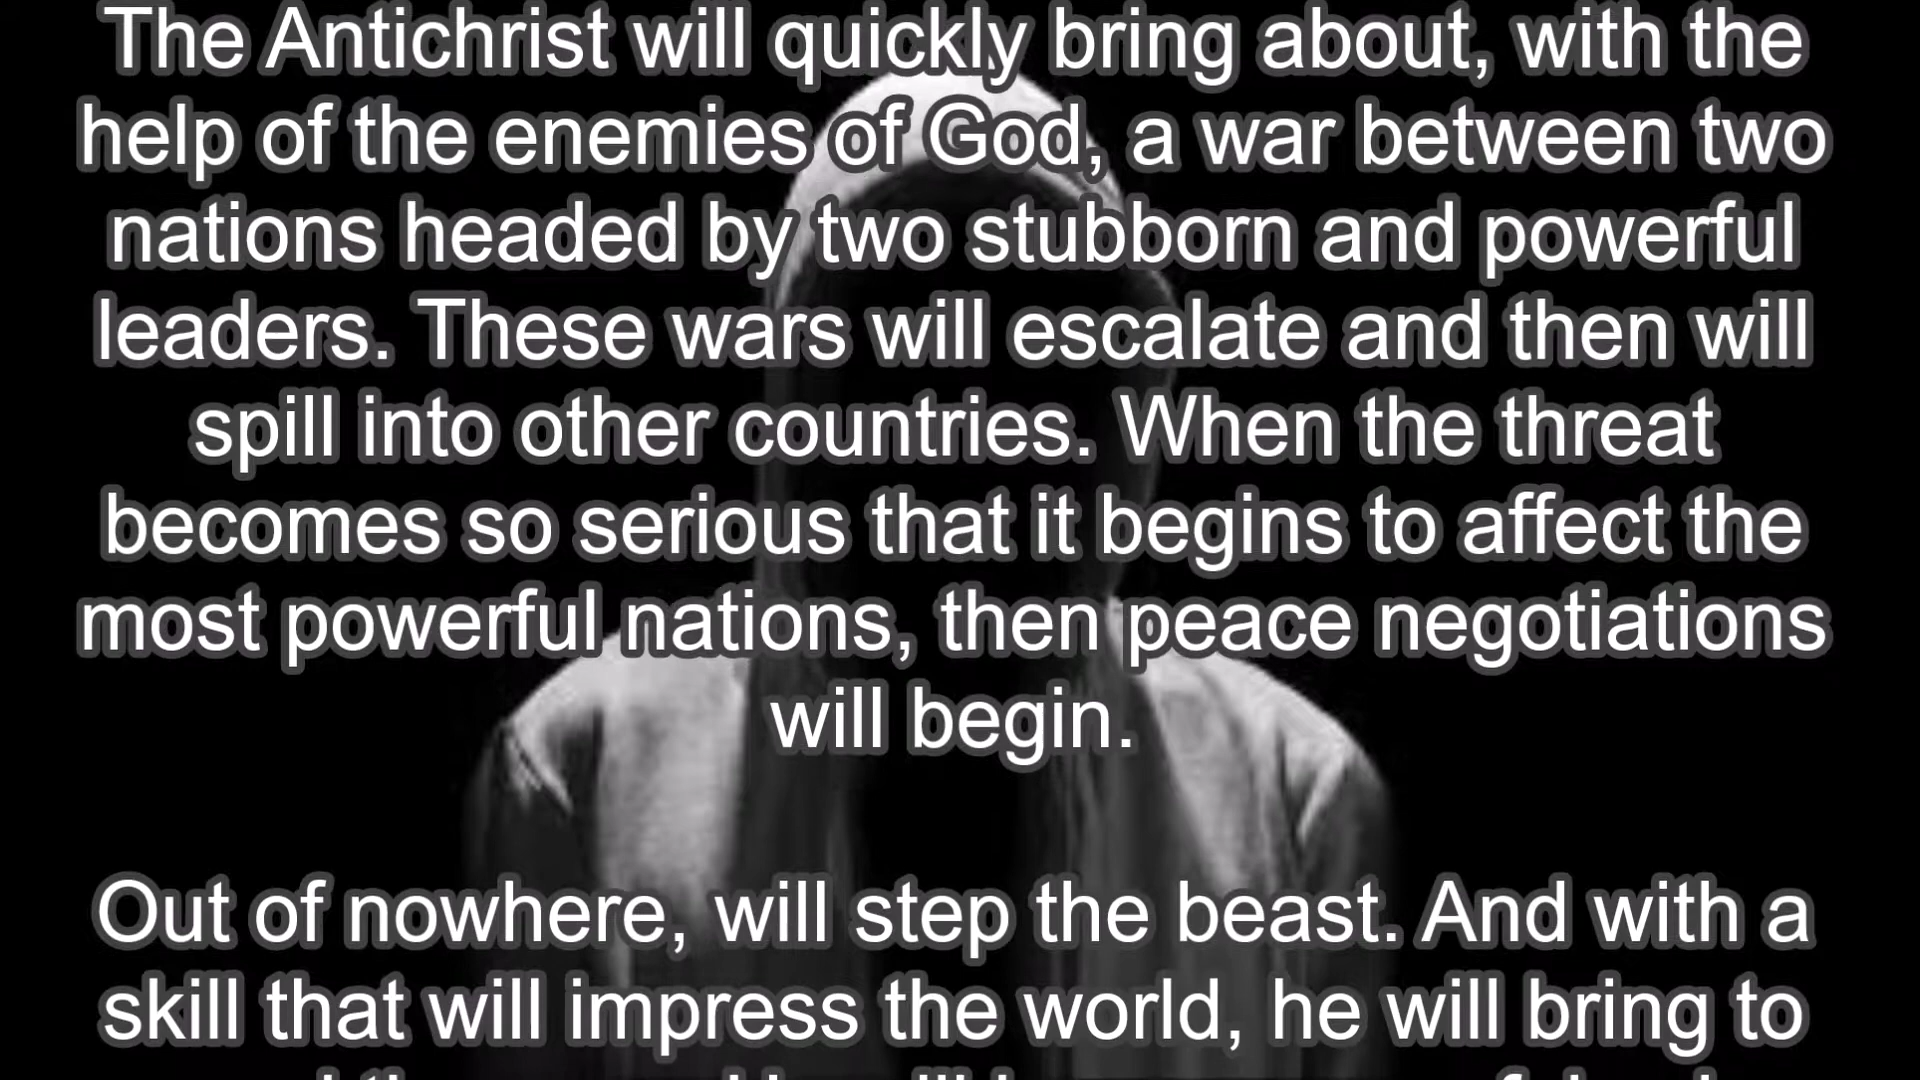 The Antichrist will quickly bring about, with the
help of the enemies of God, a war between two
nations headed by two stubborn and powerful
leaders. These wars will escalate and then will
spill into other countries. When the threat
becomes so serious that it begins to affect the
most powerful nations, then peace negotiations
will begin.
Out of nowhere, will step the beast. And with a
skill that will impress the world, he will bring to